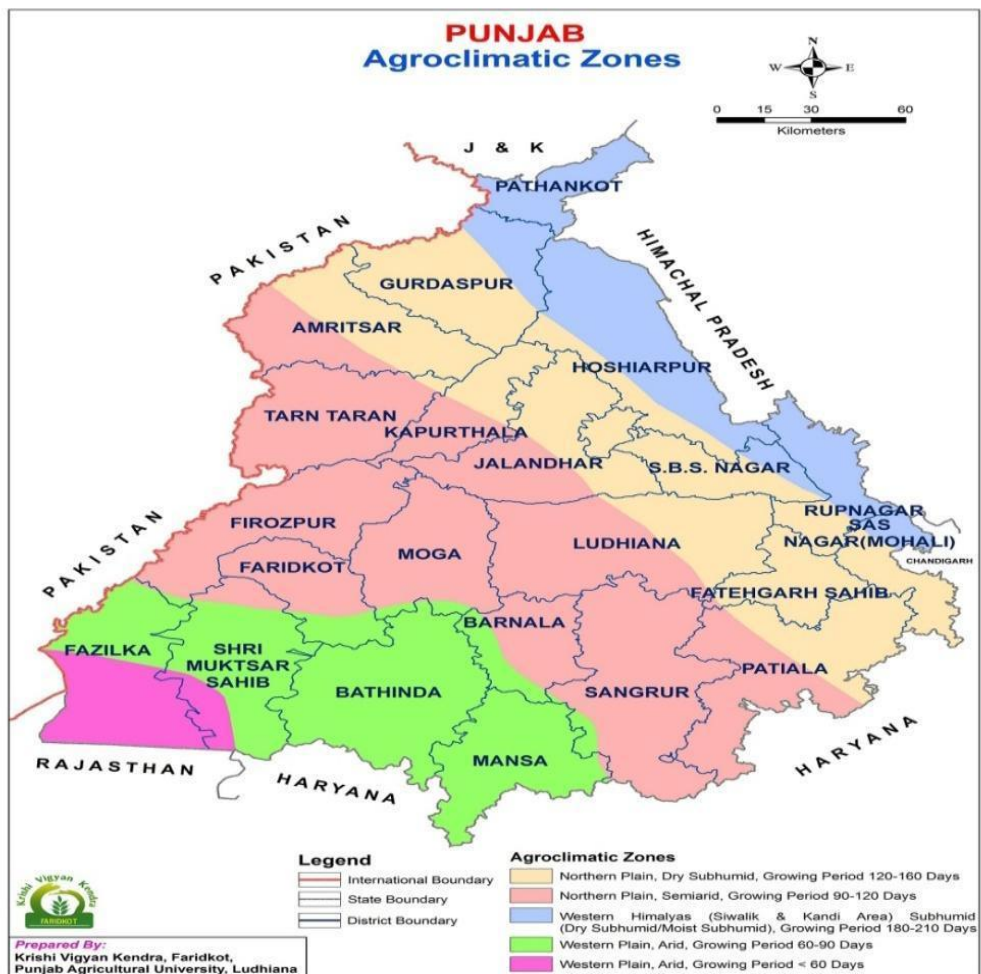 PUNJAB
Agroclimatic Zones
N
W E
S
0 15 30 60
Kilometers
J & K
PATHANKOT
PAKISTAN
HIMACHAL PRADESH
GURDASPUR
AMRITSAR
HOSHIARPUR
TARN TARAN
KAPURTHALA
JALANDHAR
S.B.S. NAGAR
RUPNAGAR
SAS
NAGAR(MOHALI)
CHANDIGARH
PAKISTAN
FIROZPUR
MOGA
LUDHIANA
FARIDKOT
FATEHGARH SAHIB
BARNALA
FAZILKA
SHRI
MUKTSAR
SAHIB
BATHINDA
SANGRUR
PATIALA
MANSA
HARYANA
RAJASTHAN
HARYANA
Legend
International Boundary
State Boundary
District Boundary
Agroclimatic Zones
Northern Plain, Dry Subhumid, Growing Period 120-160 Days
Northern Plain, Semiarid, Growing Period 90-120 Days
Western Himalyas (Siwalik & Kandi Area) Subhumid
(Dry Subhumid/Moist Subhumid), Growing Period 180-210 Days
Western Plain, Arid, Growing Period 60-90 Days
Western Plain, Arid, Growing Period < 60 Days
Krishi Vigyan Kendra
FARIDKOT
Prepared By:
Krishi Vigyan Kendra, Faridkot,
Punjab Agricultural University, Ludhiana